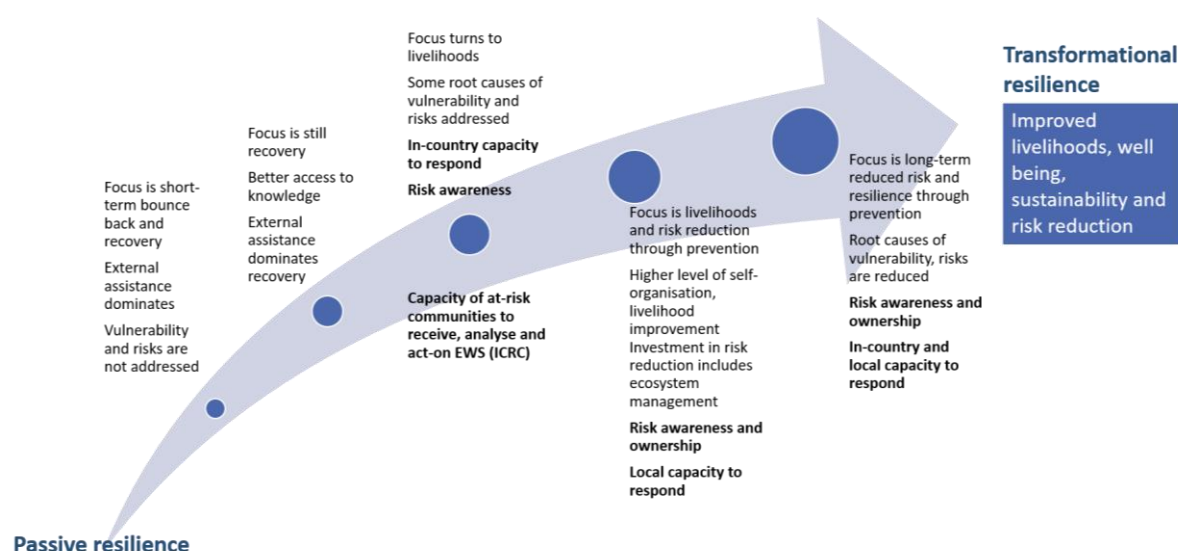 Focus is short-
term bounce
back and
recovery
External
assistance
dominates
Vulnerability
and risks are
not addressed
Focus is still
recovery
Better access to
knowledge
External
assistance
dominates
recovery
Focus turns to
livelihoods
Some root causes of
vulnerability and
risks addressed
In-country capacity
to respond
Risk awareness
Capacity of at-risk
communities to
receive, analyse and
act-on EWS (ICRC)
Focus is livelihoods
and risk reduction
through prevention
Higher level of self-
organisation,
livelihood
improvement
Investment in risk
reduction includes
ecosystem
management
Risk awareness and
ownership
Local capacity to
respond
Focus is long-term
reduced risk and
resilience through
prevention
Root causes of
vulnerability, risks
are reduced
Risk awareness and
ownership
In-country and
local capacity to
respond
Transformational
resilience
Improved
livelihoods, well
being,
sustainability and
risk reduction
Passive resilience